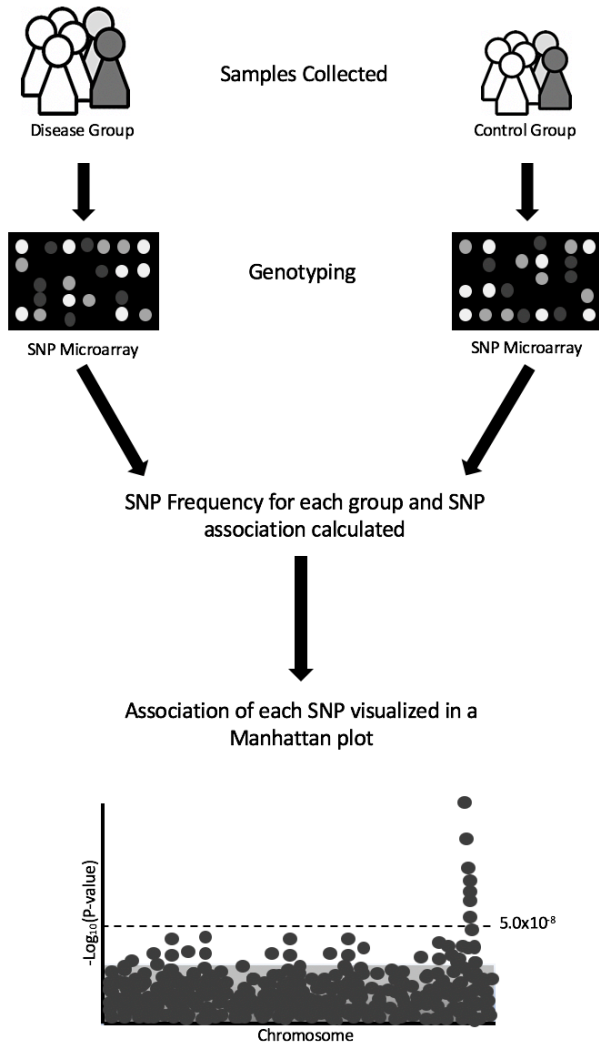 Samples Collected
Disease Group
Control Group
Genotyping
SNP Microarray
SNP Microarray
SNP Frequency for each group and SNP
association calculated
Association of each SNP visualized in a
Manhattan plot
-Log₁₀(P-value)
5.0x10⁻⁸
Chromosome